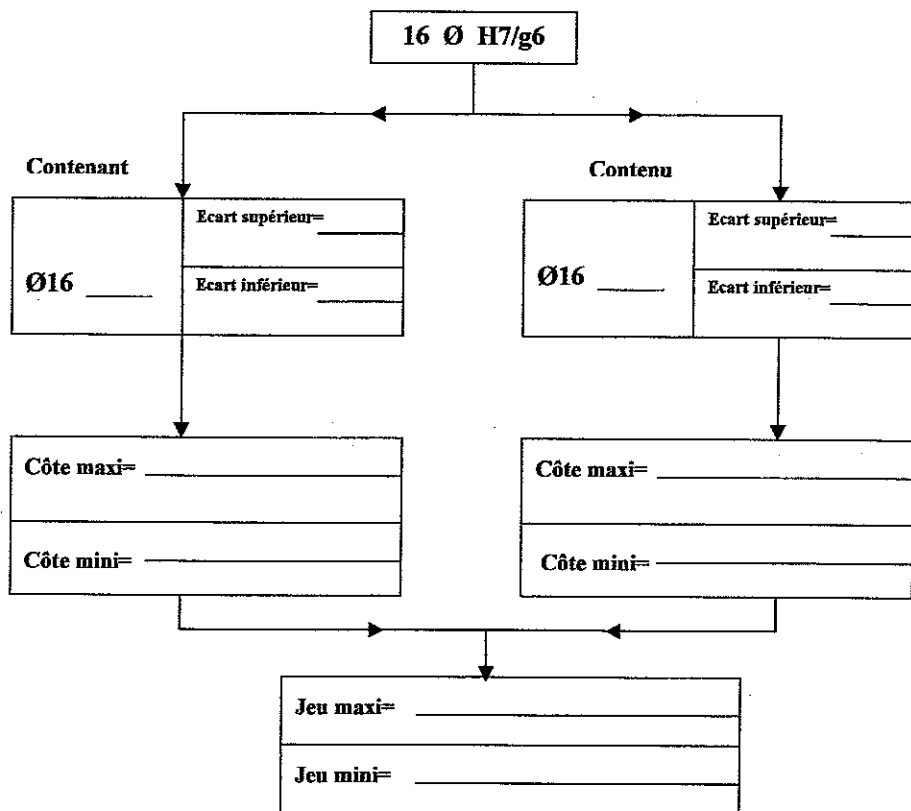 16 Ø H7/g6
Contenant
Contenu
Ecart supérieur=
Ø16
Ecart inférieur=
Ecart supérieur=
Ø16
Ecart inférieur=
Côte maxi=
Côte mini=
Côte maxi=
Côte mini=
Jeu maxi=
Jeu mini=